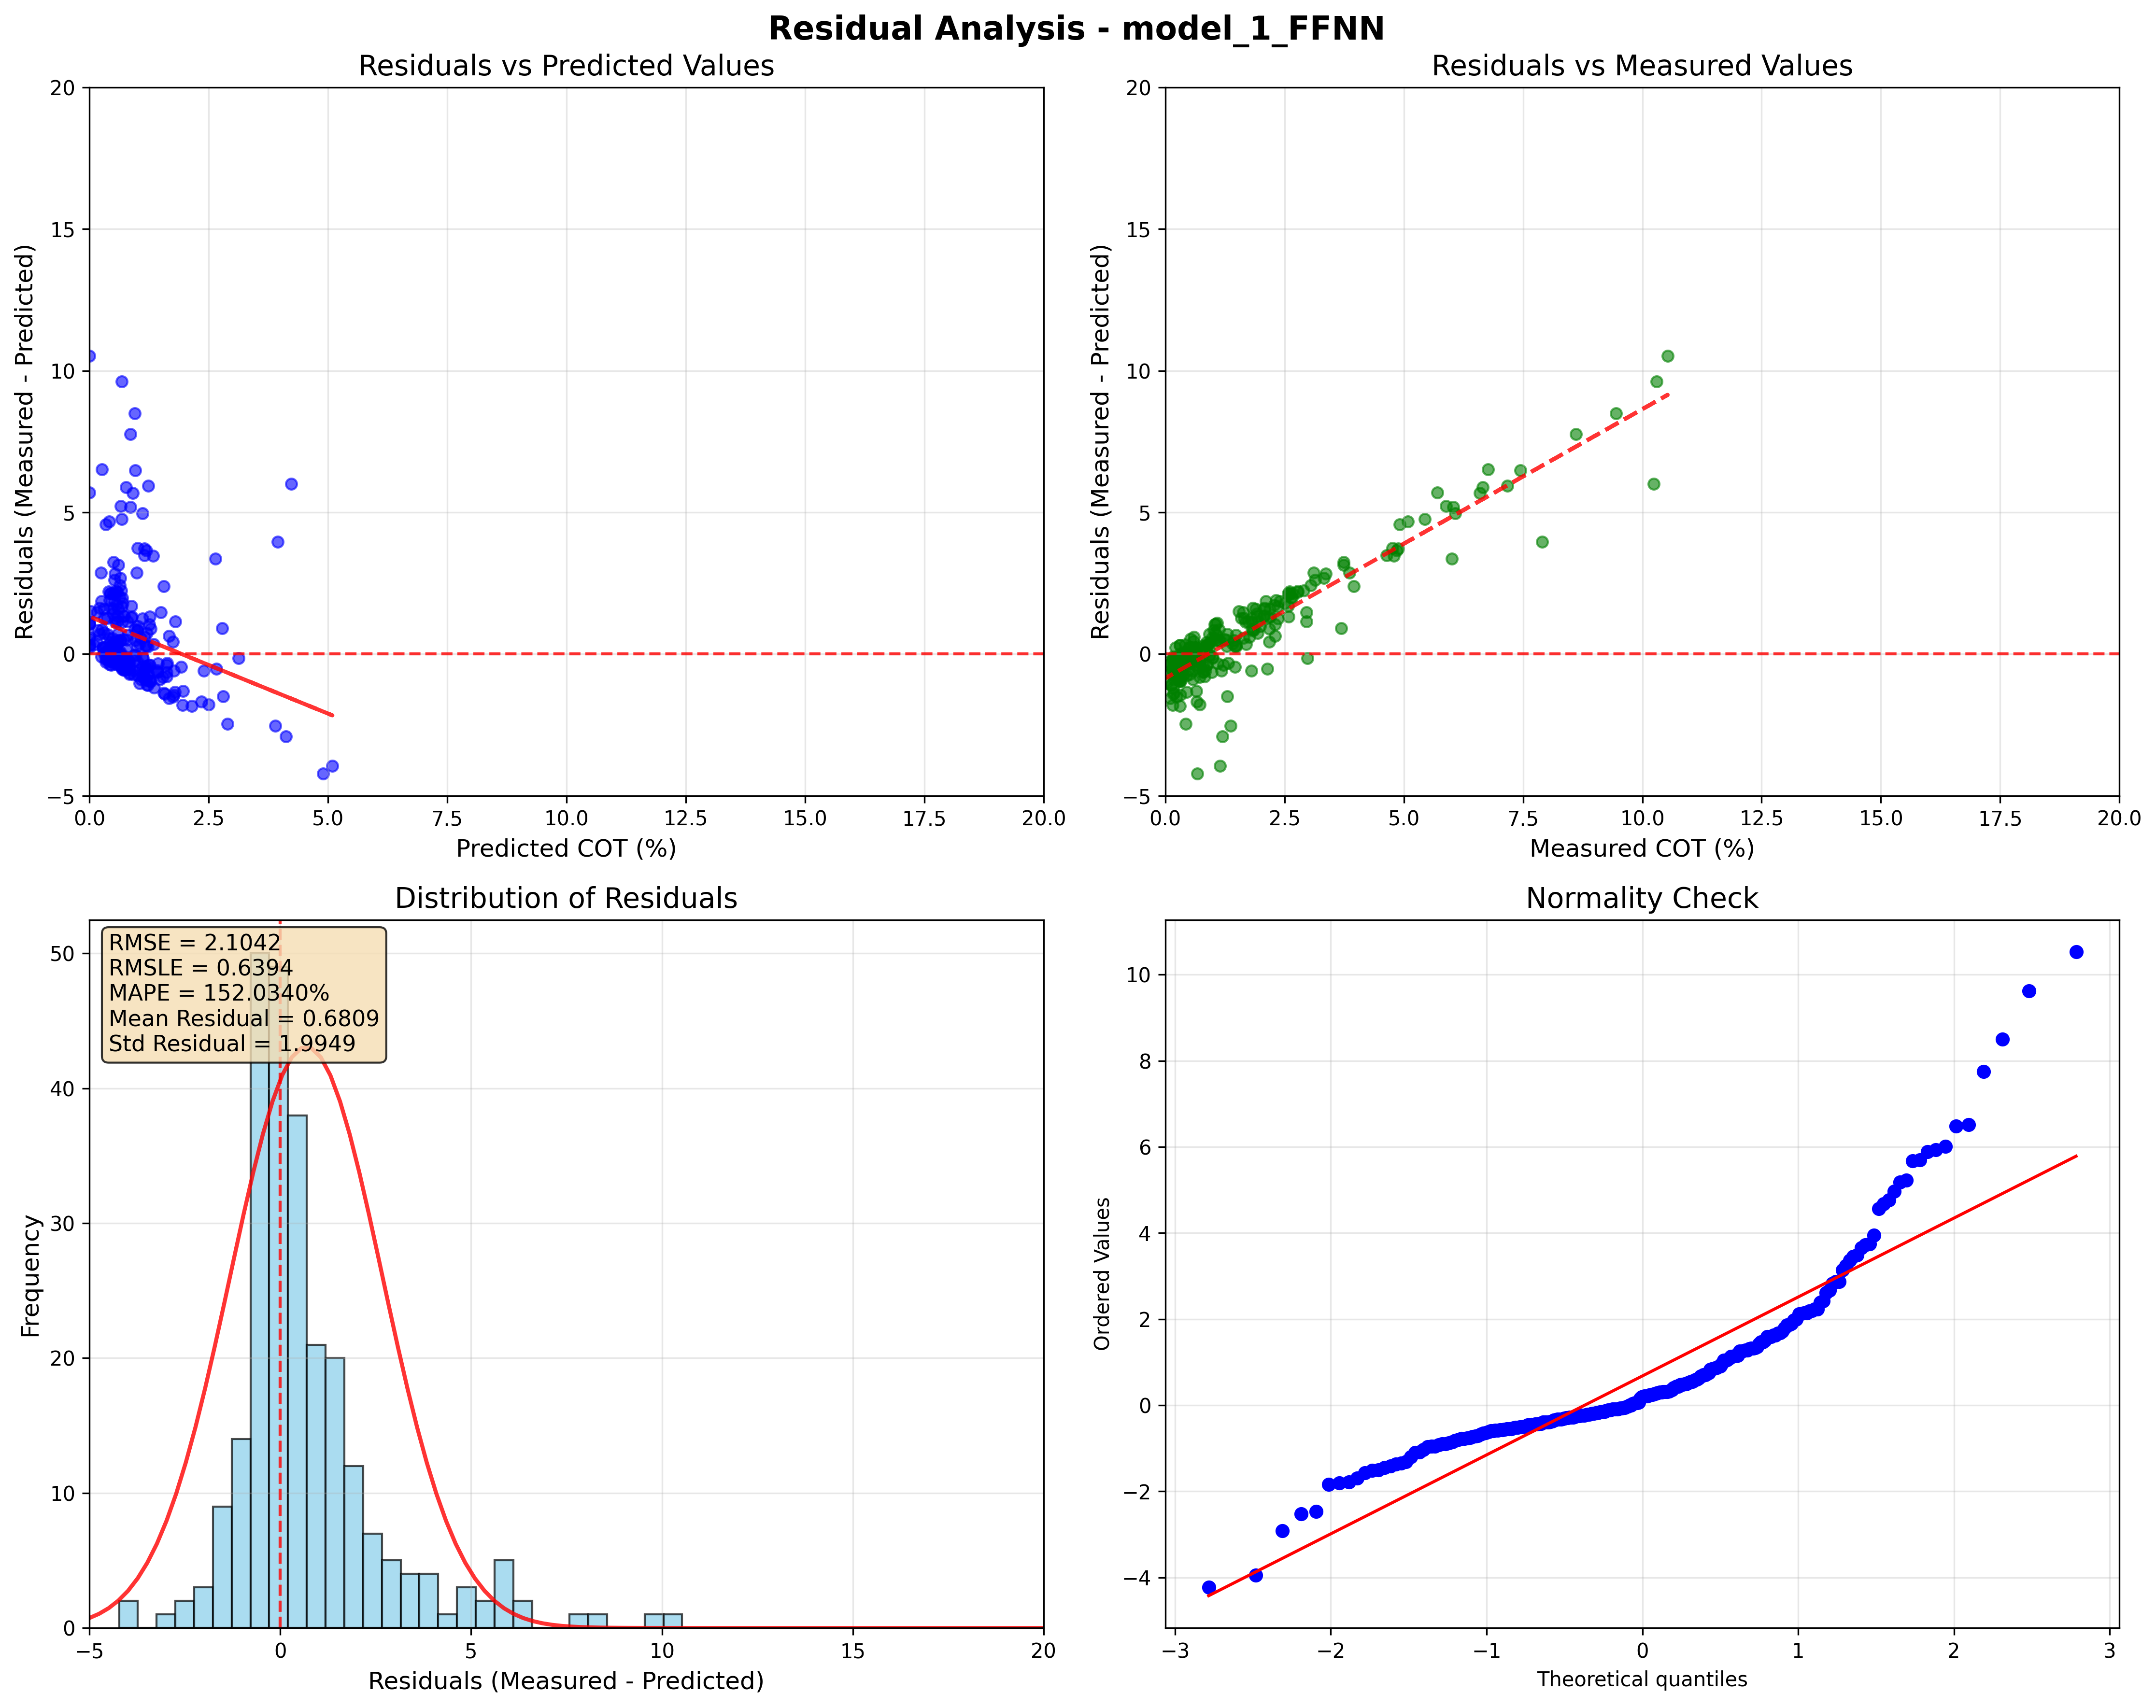 Residual Analysis - model_1_FFNN
Residuals vs Predicted Values
20
15
10
5
0
−5
0.0 2.5 5.0 7.5 10.0 12.5 15.0 17.5 20.0
Residuals (Measured - Predicted)
Predicted COT (%)
Residuals vs Measured Values
20
15
10
5
0
−5
0.0 2.5 5.0 7.5 10.0 12.5 15.0 17.5 20.0
Residuals (Measured - Predicted)
Measured COT (%)
Distribution of Residuals
RMSE = 2.1042
RMSLE = 0.6394
MAPE = 152.0340%
Mean Residual = 0.6809
Std Residual = 1.9949
50
40
30
20
10
0
−5 0 5 10 15 20
Frequency
Residuals (Measured - Predicted)
Normality Check
10
8
6
4
2
0
−2
−4
−3 −2 −1 0 1 2 3
Ordered Values
Theoretical quantiles